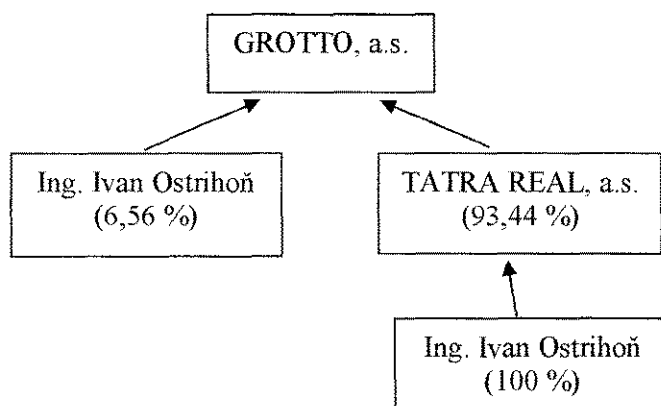 GROTTO, a.s.
Ing. Ivan Ostrihoň
(6,56 %)
TATRA REAL, a.s.
(93,44 %)
Ing. Ivan Ostrihoň
(100 %)